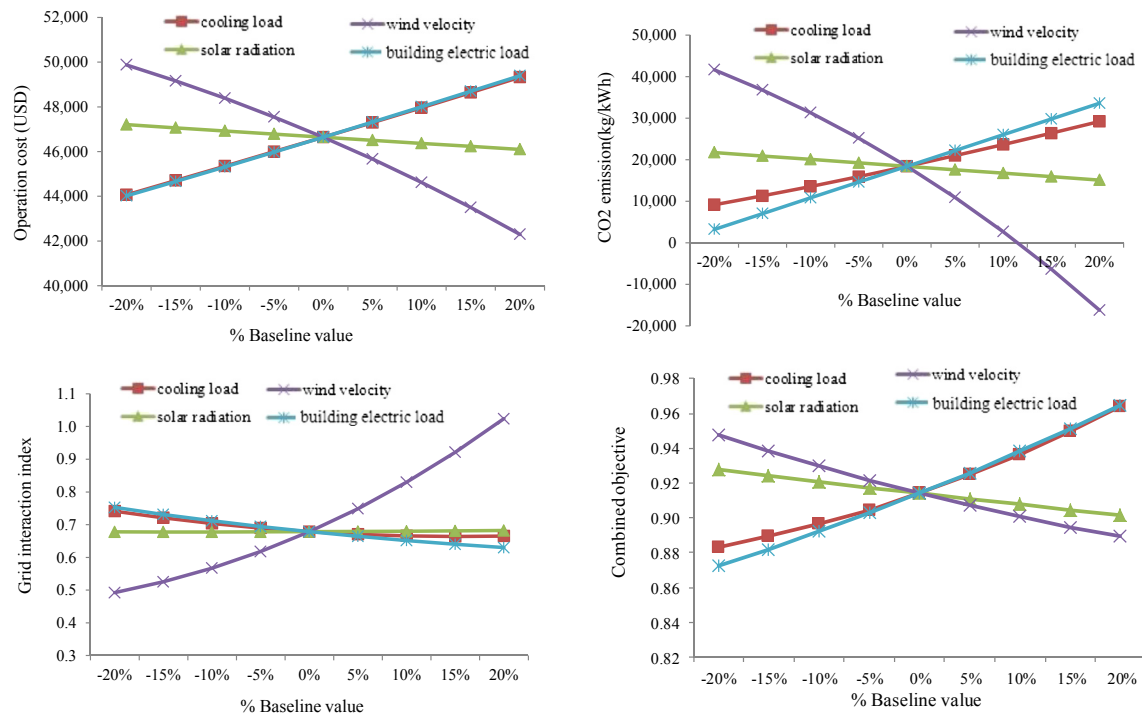 cooling load
wind velocity
solar radiation
building electric load
Operation cost (USD)
52,000
50,000
48,000
46,000
44,000
42,000
40,000
-20% -15% -10% -5% 0% 5% 10% 15% 20%
% Baseline value
cooling load
wind velocity
solar radiation
building electric load
CO2 emission(kg/kWh)
50,000
40,000
30,000
20,000
10,000
0
-10,000
-20,000
-20% -15% -10% -5% 0% 5% 10% 15% 20%
% Baseline value
cooling load
wind velocity
solar radiation
building electric load
Grid interaction index
1.1
1.0
0.9
0.8
0.7
0.6
0.5
0.4
0.3
-20% -15% -10% -5% 0% 5% 10% 15% 20%
% Baseline value
cooling load
wind velocity
solar radiation
building electric load
Combined objective
0.98
0.96
0.94
0.92
0.90
0.88
0.86
0.84
0.82
-20% -15% -10% -5% 0% 5% 10% 15% 20%
% Baseline value